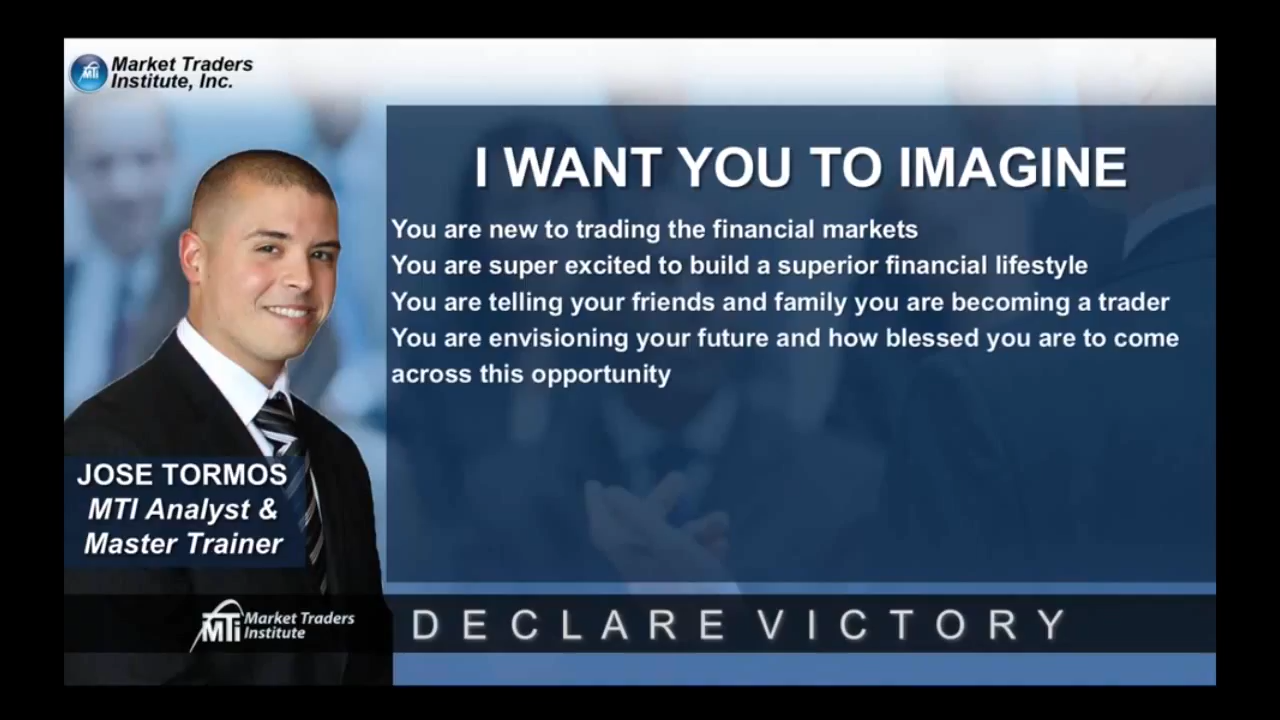 MTi Market Traders
Institute, Inc.
I WANT YOU TO IMAGINE
You are new to trading the financial markets
You are super excited to build a superior financial lifestyle
You are telling your friends and family you are becoming a trader
You are envisioning your future and how blessed you are to come
across this opportunity
JOSE TORMOS
MTI Analyst &
Master Trainer
MTi Market Traders
Institute
DECLARE VICTORY